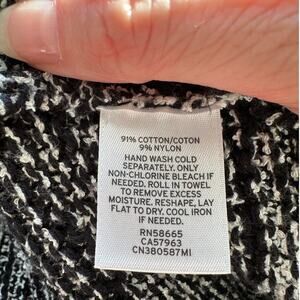 91% COTTON/COTON
9% NYLON
HAND WASH COLD
SEPARATELY. ONLY
NON-CHLORINE BLEACH IF
NEEDED. ROLL IN TOWEL
TO REMOVE EXCESS
MOISTURE. RESHAPE, LAY
FLAT TO DRY. COOL IRON
IF NEEDED.
RN58665
CA57963
CN380587MI